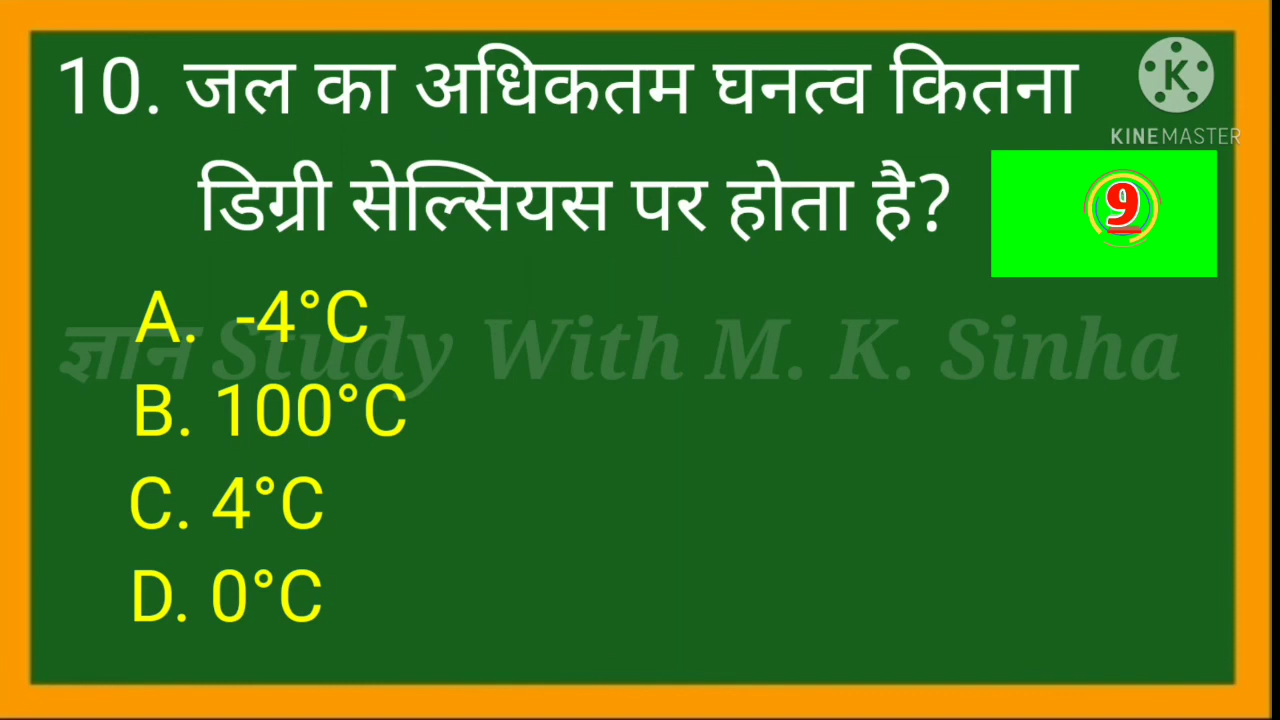 10. जल का अधिकतम घनत्व कितना
डिग्री सेल्सियस पर होता है?
K
KINEMASTER
9
A. -4°C
ज्ञान Study With M. K. Sinha
B. 100°C
C. 4°C
D. 0°C